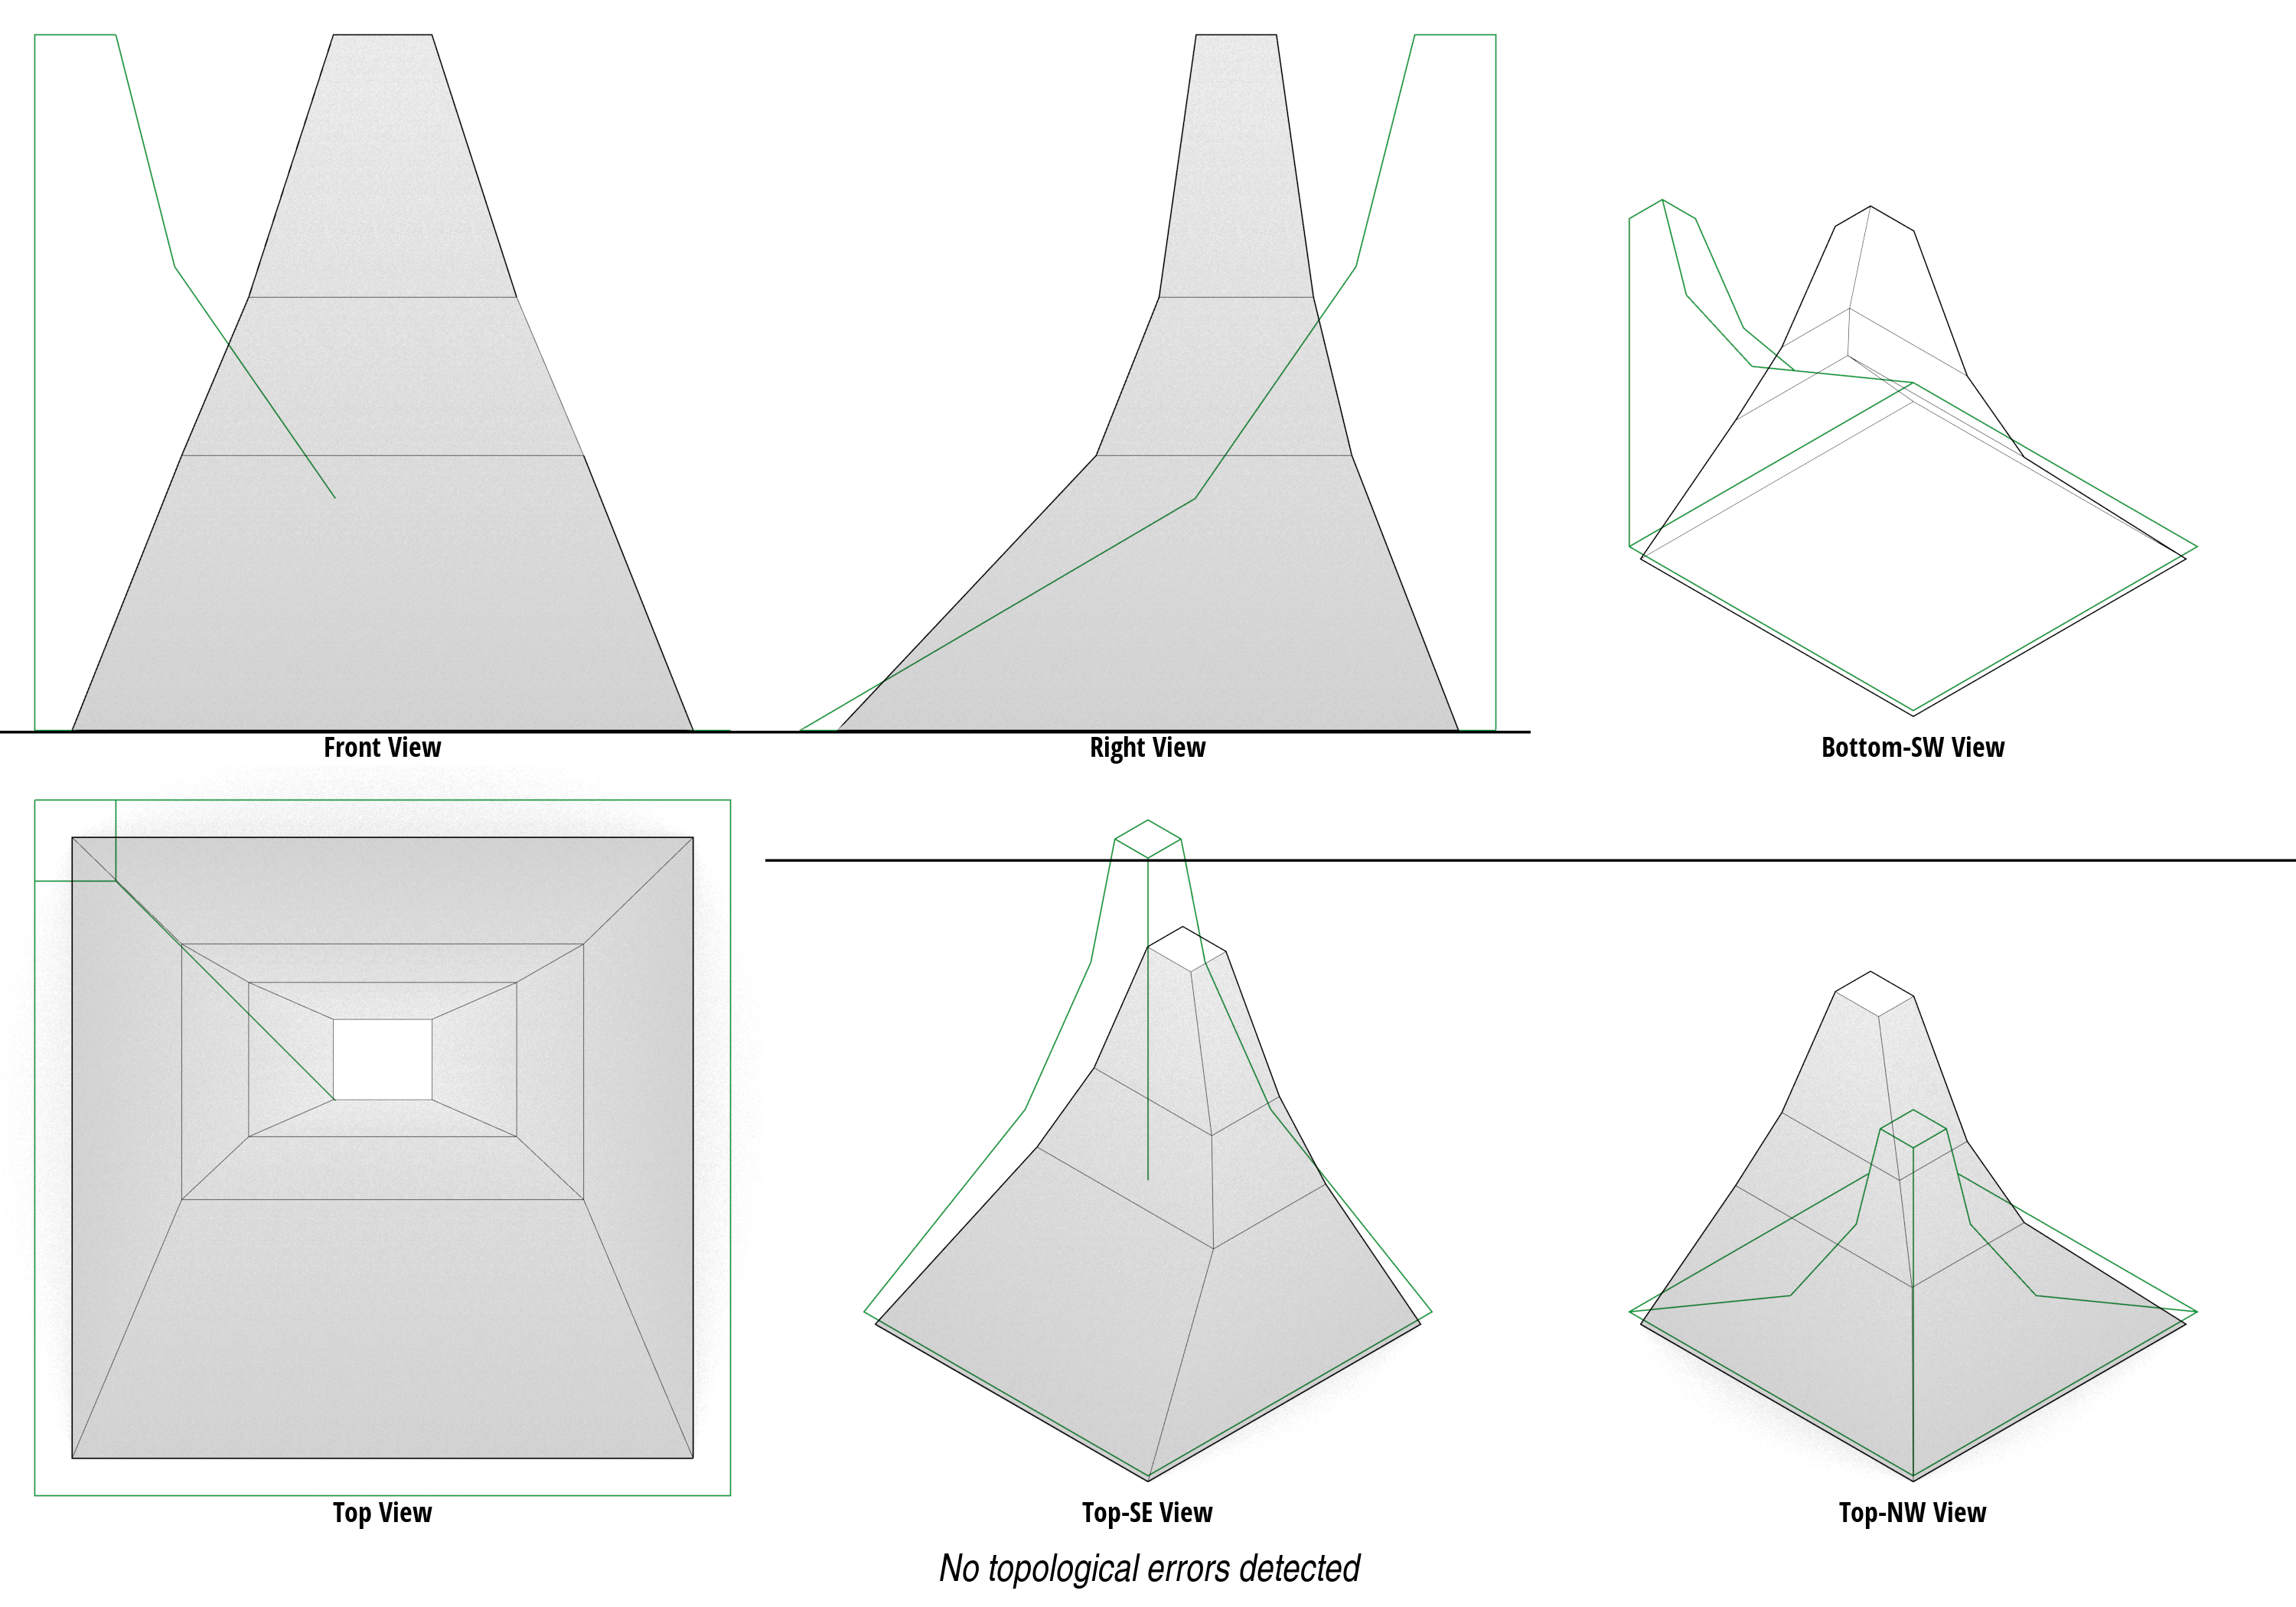 Front View
Right View
Bottom-SW View
Top View
Top-SE View
Top-NW View
No topological errors detected